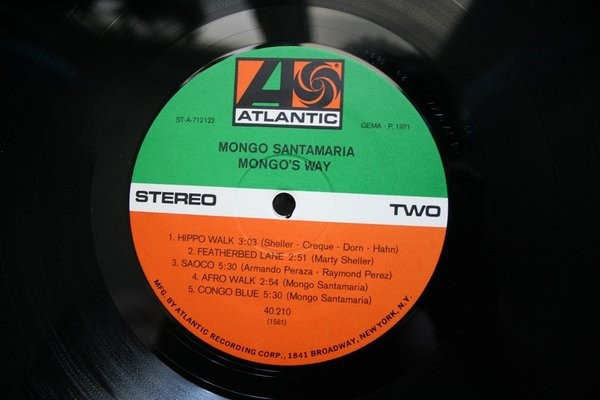 ATLANTIC
ST-A-712122
GEMA - P. 1971
MONGO SANTAMARIA
MONGO'S WAY
STEREO
TWO
1. HIPPO WALK 3:03 (Sheller - Creque - Dorn - Hahn)
2. FEATHERBED LANE 2:51 (Marty Sheller)
3. SAOCO 5:30 (Armando Peraza - Raymond Perez)
4. AFRO WALK 2:54 (Mongo Santamaria)
5. CONGO BLUE 5:30 (Mongo Santamaria)
40.210
(1581)
MFG. BY ATLANTIC RECORDING CORP., 1841 BROADWAY, NEW YORK, N.Y.